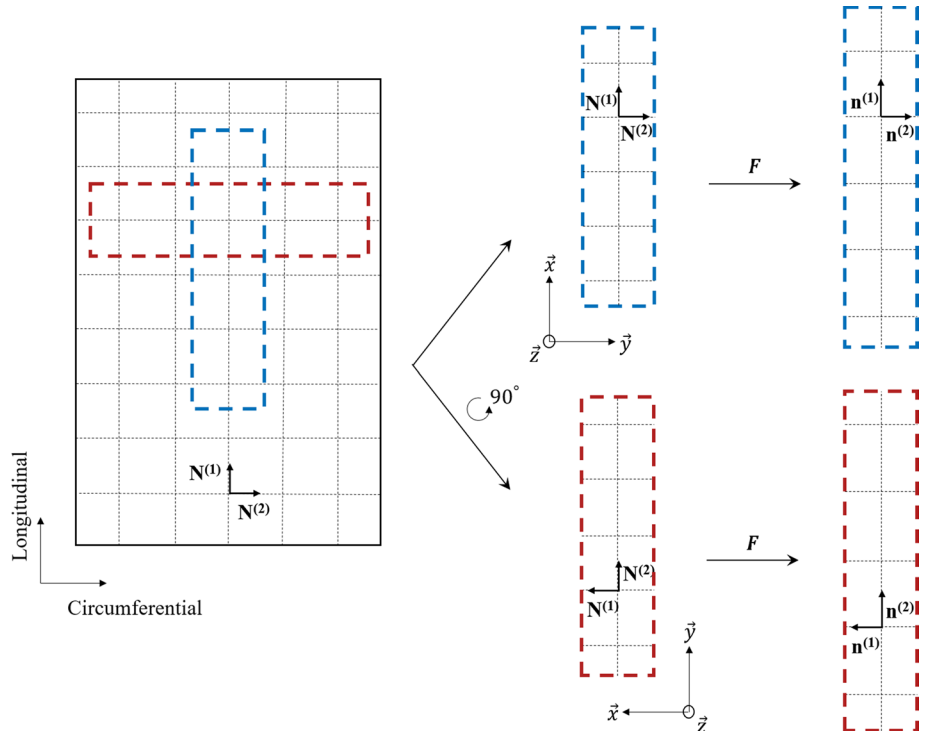 N⁽¹⁾
N⁽²⁾
Longitudinal
Circumferential
90°
N⁽¹⁾
N⁽²⁾
x⃗
z⃗
y⃗
F
n⁽¹⁾
n⁽²⁾
N⁽²⁾
N⁽¹⁾
y⃗
x⃗
z⃗
F
n⁽²⁾
n⁽¹⁾